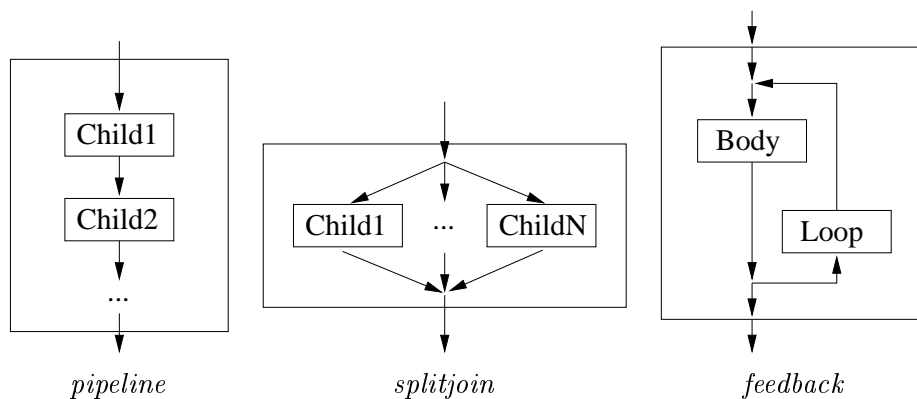 Child1
Child2
...
pipeline
Child1
...
ChildN
splitjoin
Body
Loop
feedback